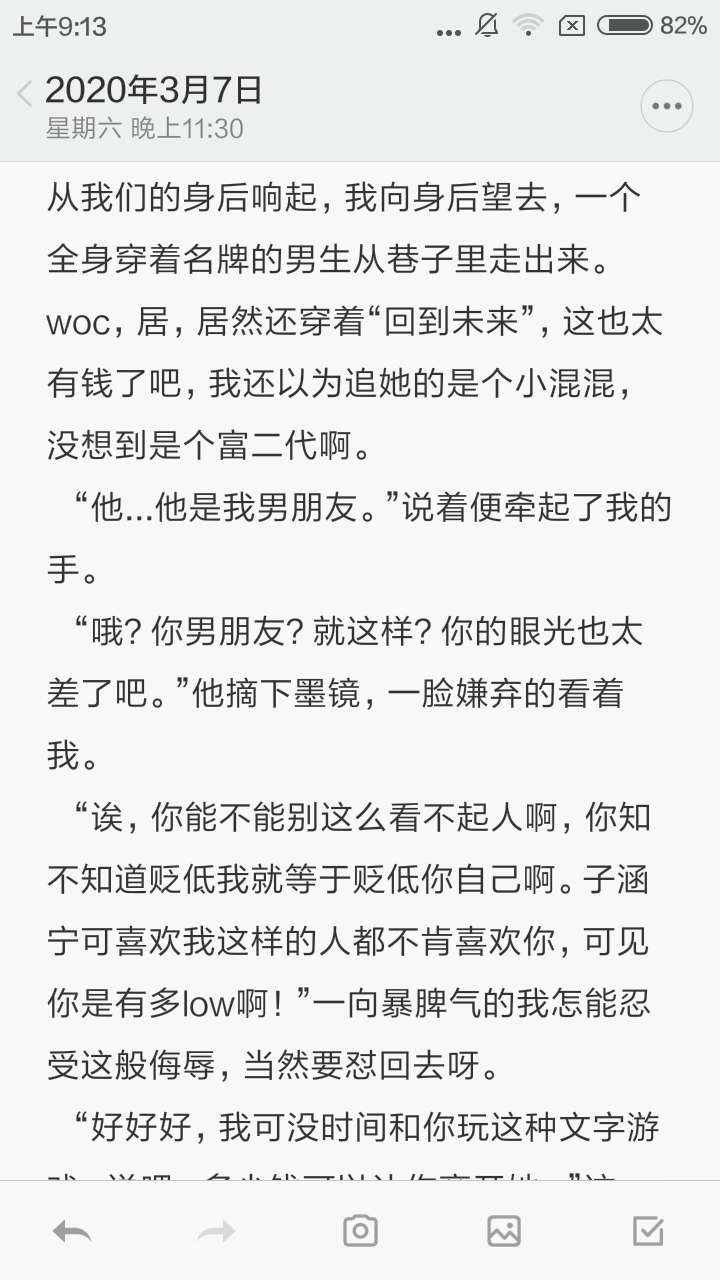 上午9:13
82%
2020年3月7日
星期六 晚上11:30
从我们的身后响起，我向身后望去，一个
全身穿着名牌的男生从巷子里走出来。
woc，居，居然还穿着“回到未来”，这也太
有钱了吧，我还以为追她的是个小混混，
没想到是个富二代啊。
“他...他是我男朋友。”说着便牵起了我的
手。
“哦？你男朋友？就这样？你的眼光也太
差了吧。”他摘下墨镜，一脸嫌弃的看着
我。
“诶，你能不能别这么看不起人啊，你知
不知道贬低我就等于贬低你自己啊。子涵
宁可喜欢我这样的人都不肯喜欢你，可见
你是有多low啊！”一向暴脾气的我怎能忍
受这般侮辱，当然要怼回去呀。
“好好好，我可没时间和你玩这种文字游